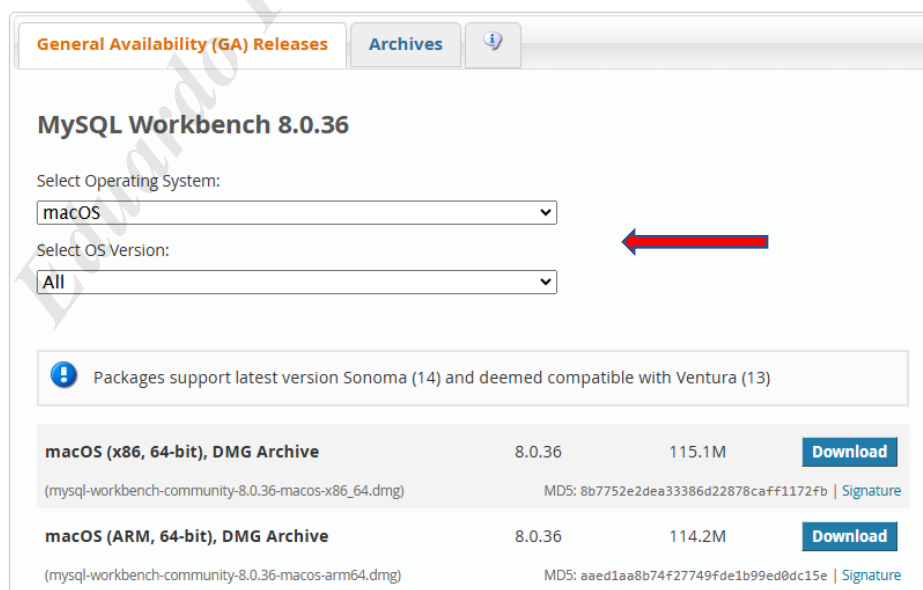 General Availability (GA) Releases
Archives
MySQL Workbench 8.0.36
Select Operating System:
macOS
Select OS Version:
All
Packages support latest version Sonoma (14) and deemed compatible with Ventura (13)
macOS (x86, 64-bit), DMG Archive 8.0.36 115.1M Download
(mysql-workbench-community-8.0.36-macos-x86_64.dmg) MD5: 8b7752e2dea33386d22878caff1172fb | Signature
macOS (ARM, 64-bit), DMG Archive 8.0.36 114.2M Download
(mysql-workbench-community-8.0.36-macos-arm64.dmg) MD5: aaed1aa8b74f27749fde1b99ed0dc15e | Signature
Eduardo